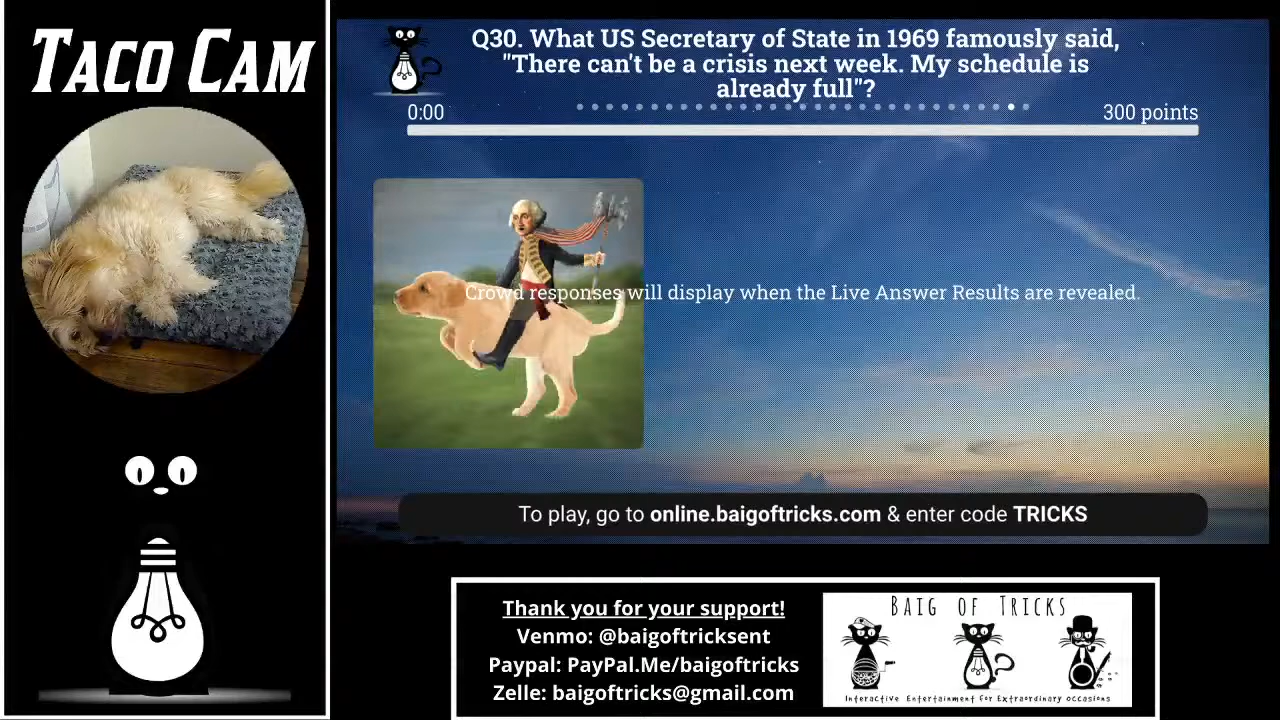 TACO CAM
Q30. What US Secretary of State in 1969 famously said,
"There can't be a crisis next week. My schedule is
already full"?
0:00
300 points
Crowd responses will display when the Live Answer Results are revealed.
To play, go to online.baigoftricks.com & enter code TRICKS
Thank you for your support!
Venmo: @baigoftricksent
Paypal: PayPal.Me/baigoftricks
Zelle: baigoftricks@gmail.com
BAIG OF TRICKS
Interactive Entertainment for Extraordinary occasions